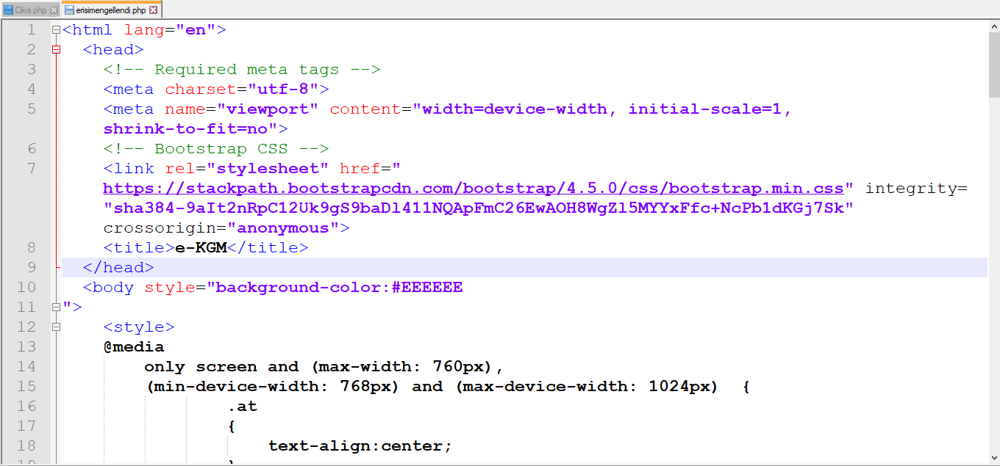 Cikis.php erisimengellendi.php
1 <html lang="en">
2 <head>
3 <!-- Required meta tags -->
4 <meta charset="utf-8">
5 <meta name="viewport" content="width=device-width, initial-scale=1,
shrink-to-fit=no">
6 <!-- Bootstrap CSS -->
7 <link rel="stylesheet" href="
https://stackpath.bootstrapcdn.com/bootstrap/4.5.0/css/bootstrap.min.css" integrity=
"sha384-9aIt2nRpC12Uk9gS9baDl411NQApFmC26EwAOH8WgZl5MYYxFfc+NcPb1dKGj7Sk"
crossorigin="anonymous">
8 <title>e-KGM</title>
9 </head>
10 <body style="background-color:#EEEEEE
11 ">
12 <style>
13 @media
14 only screen and (max-width: 760px),
15 (min-device-width: 768px) and (max-device-width: 1024px) {
16 .at
17 {
18 text-align:center;
19 }